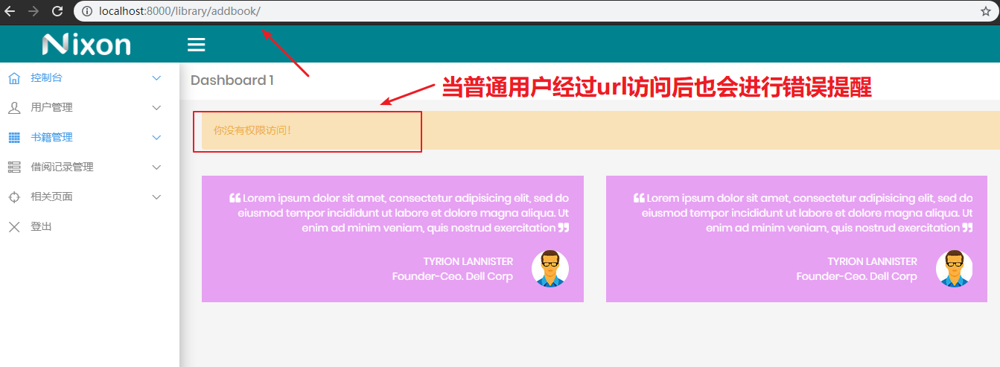 localhost:8000/library/addbook/
Nixon
控制台
用户管理
书籍管理
借阅记录管理
相关页面
登出
Dashboard 1
当普通用户经过url访问后也会进行错误提醒
你没有权限访问!
“ Lorem ipsum dolor sit amet, consectetur adipisicing elit, sed do
eiusmod tempor incididunt ut labore et dolore magna aliqua. Ut
enim ad minim veniam, quis nostrud exercitation ”
TYRION LANNISTER
Founder-Ceo. Dell Corp
“ Lorem ipsum dolor sit amet, consectetur adipisicing elit, sed do
eiusmod tempor incididunt ut labore et dolore magna aliqua. Ut
enim ad minim veniam, quis nostrud exercitation ”
TYRION LANNISTER
Founder-Ceo. Dell Corp